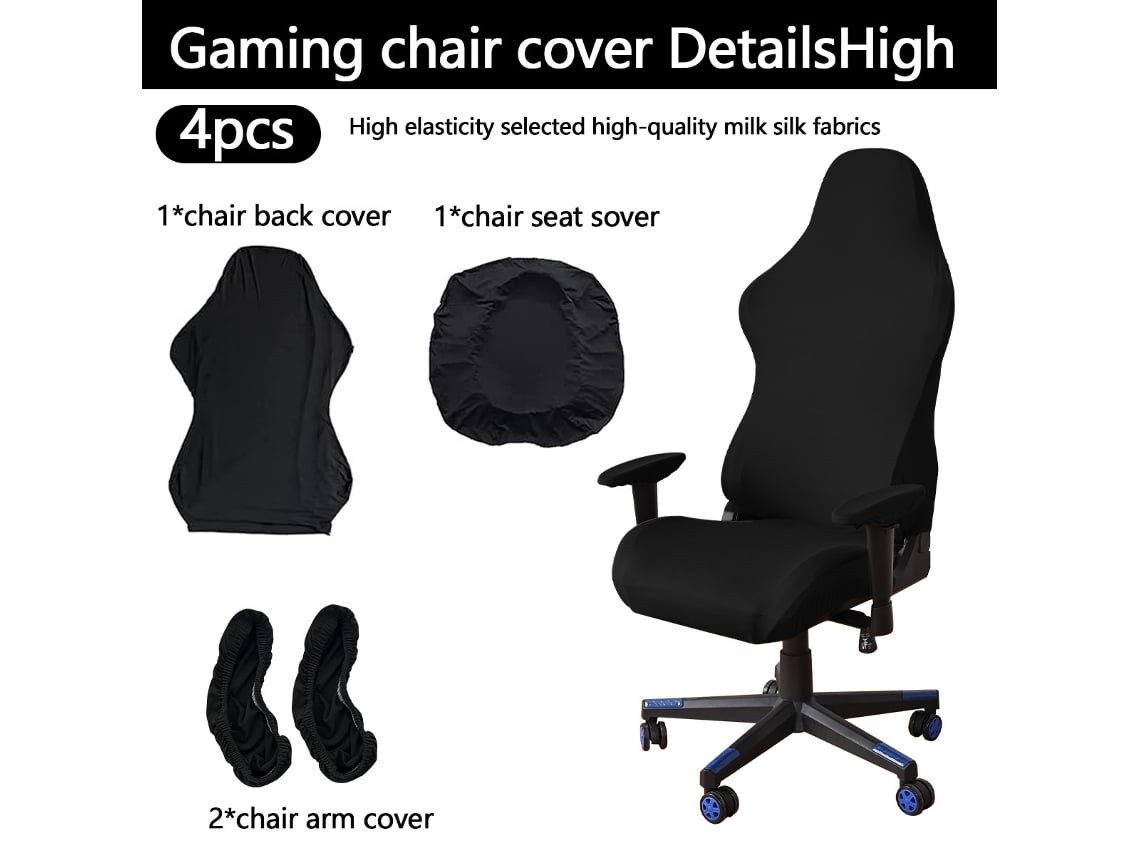 Gaming chair cover DetailsHigh
4pcs
High elasticity selected high-quality milk silk fabrics
1*chair back cover
1*chair seat sover
2*chair arm cover